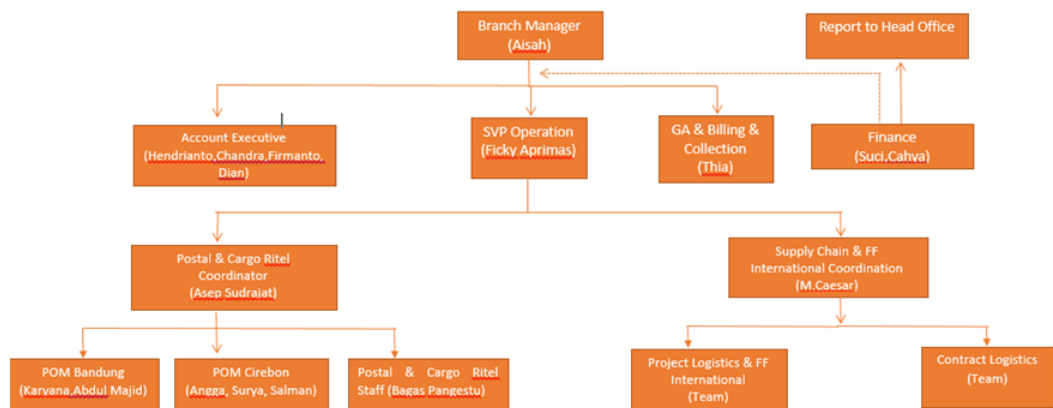 Branch Manager
(Aisah)
Report to Head Office
Account Executive
(Hendrianto,Chandra,Firmanto,
Dian)
SVP Operation
(Ficky Aprimas)
GA & Billing &
Collection
(Thia)
Finance
(Suci,Cahya)
Postal & Cargo Ritel
Coordinator
(Asep Sudrajat)
Supply Chain & FF
International Coordination
(M.Caesar)
POM Bandung
(Karyana,Abdul Majid)
POM Cirebon
(Angga, Surya, Salman)
Postal & Cargo Ritel
Staff (Bagas Pangestu)
Project Logistics & FF
International
(Team)
Contract Logistics
(Team)